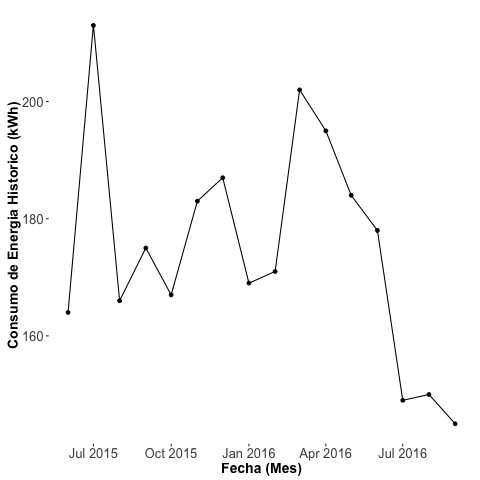 Consumo de Energia Historico (kWh)
200
180
160
Jul 2015 Oct 2015 Jan 2016 Apr 2016 Jul 2016
Fecha (Mes)